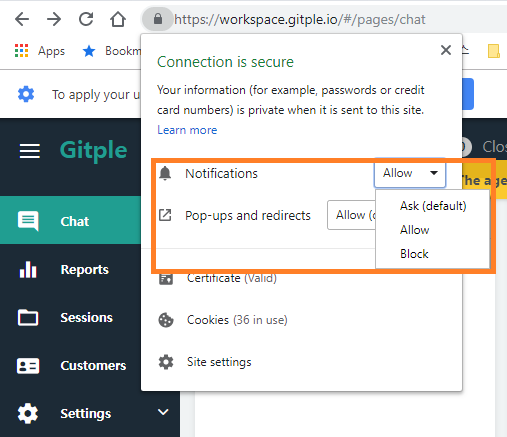 https://workspace.gitple.io/#/pages/chat
Apps
Bookm
스
To apply your u
Connection is secure
Your information (for example, passwords or credit
card numbers) is private when it is sent to this site.
Learn more
Gitple
Clos
The age
Notifications
Allow
Pop-ups and redirects
Allow (
Ask (default)
Allow
Block
Certificate (Valid)
Cookies (36 in use)
Site settings
Chat
Reports
Sessions
Customers
Settings